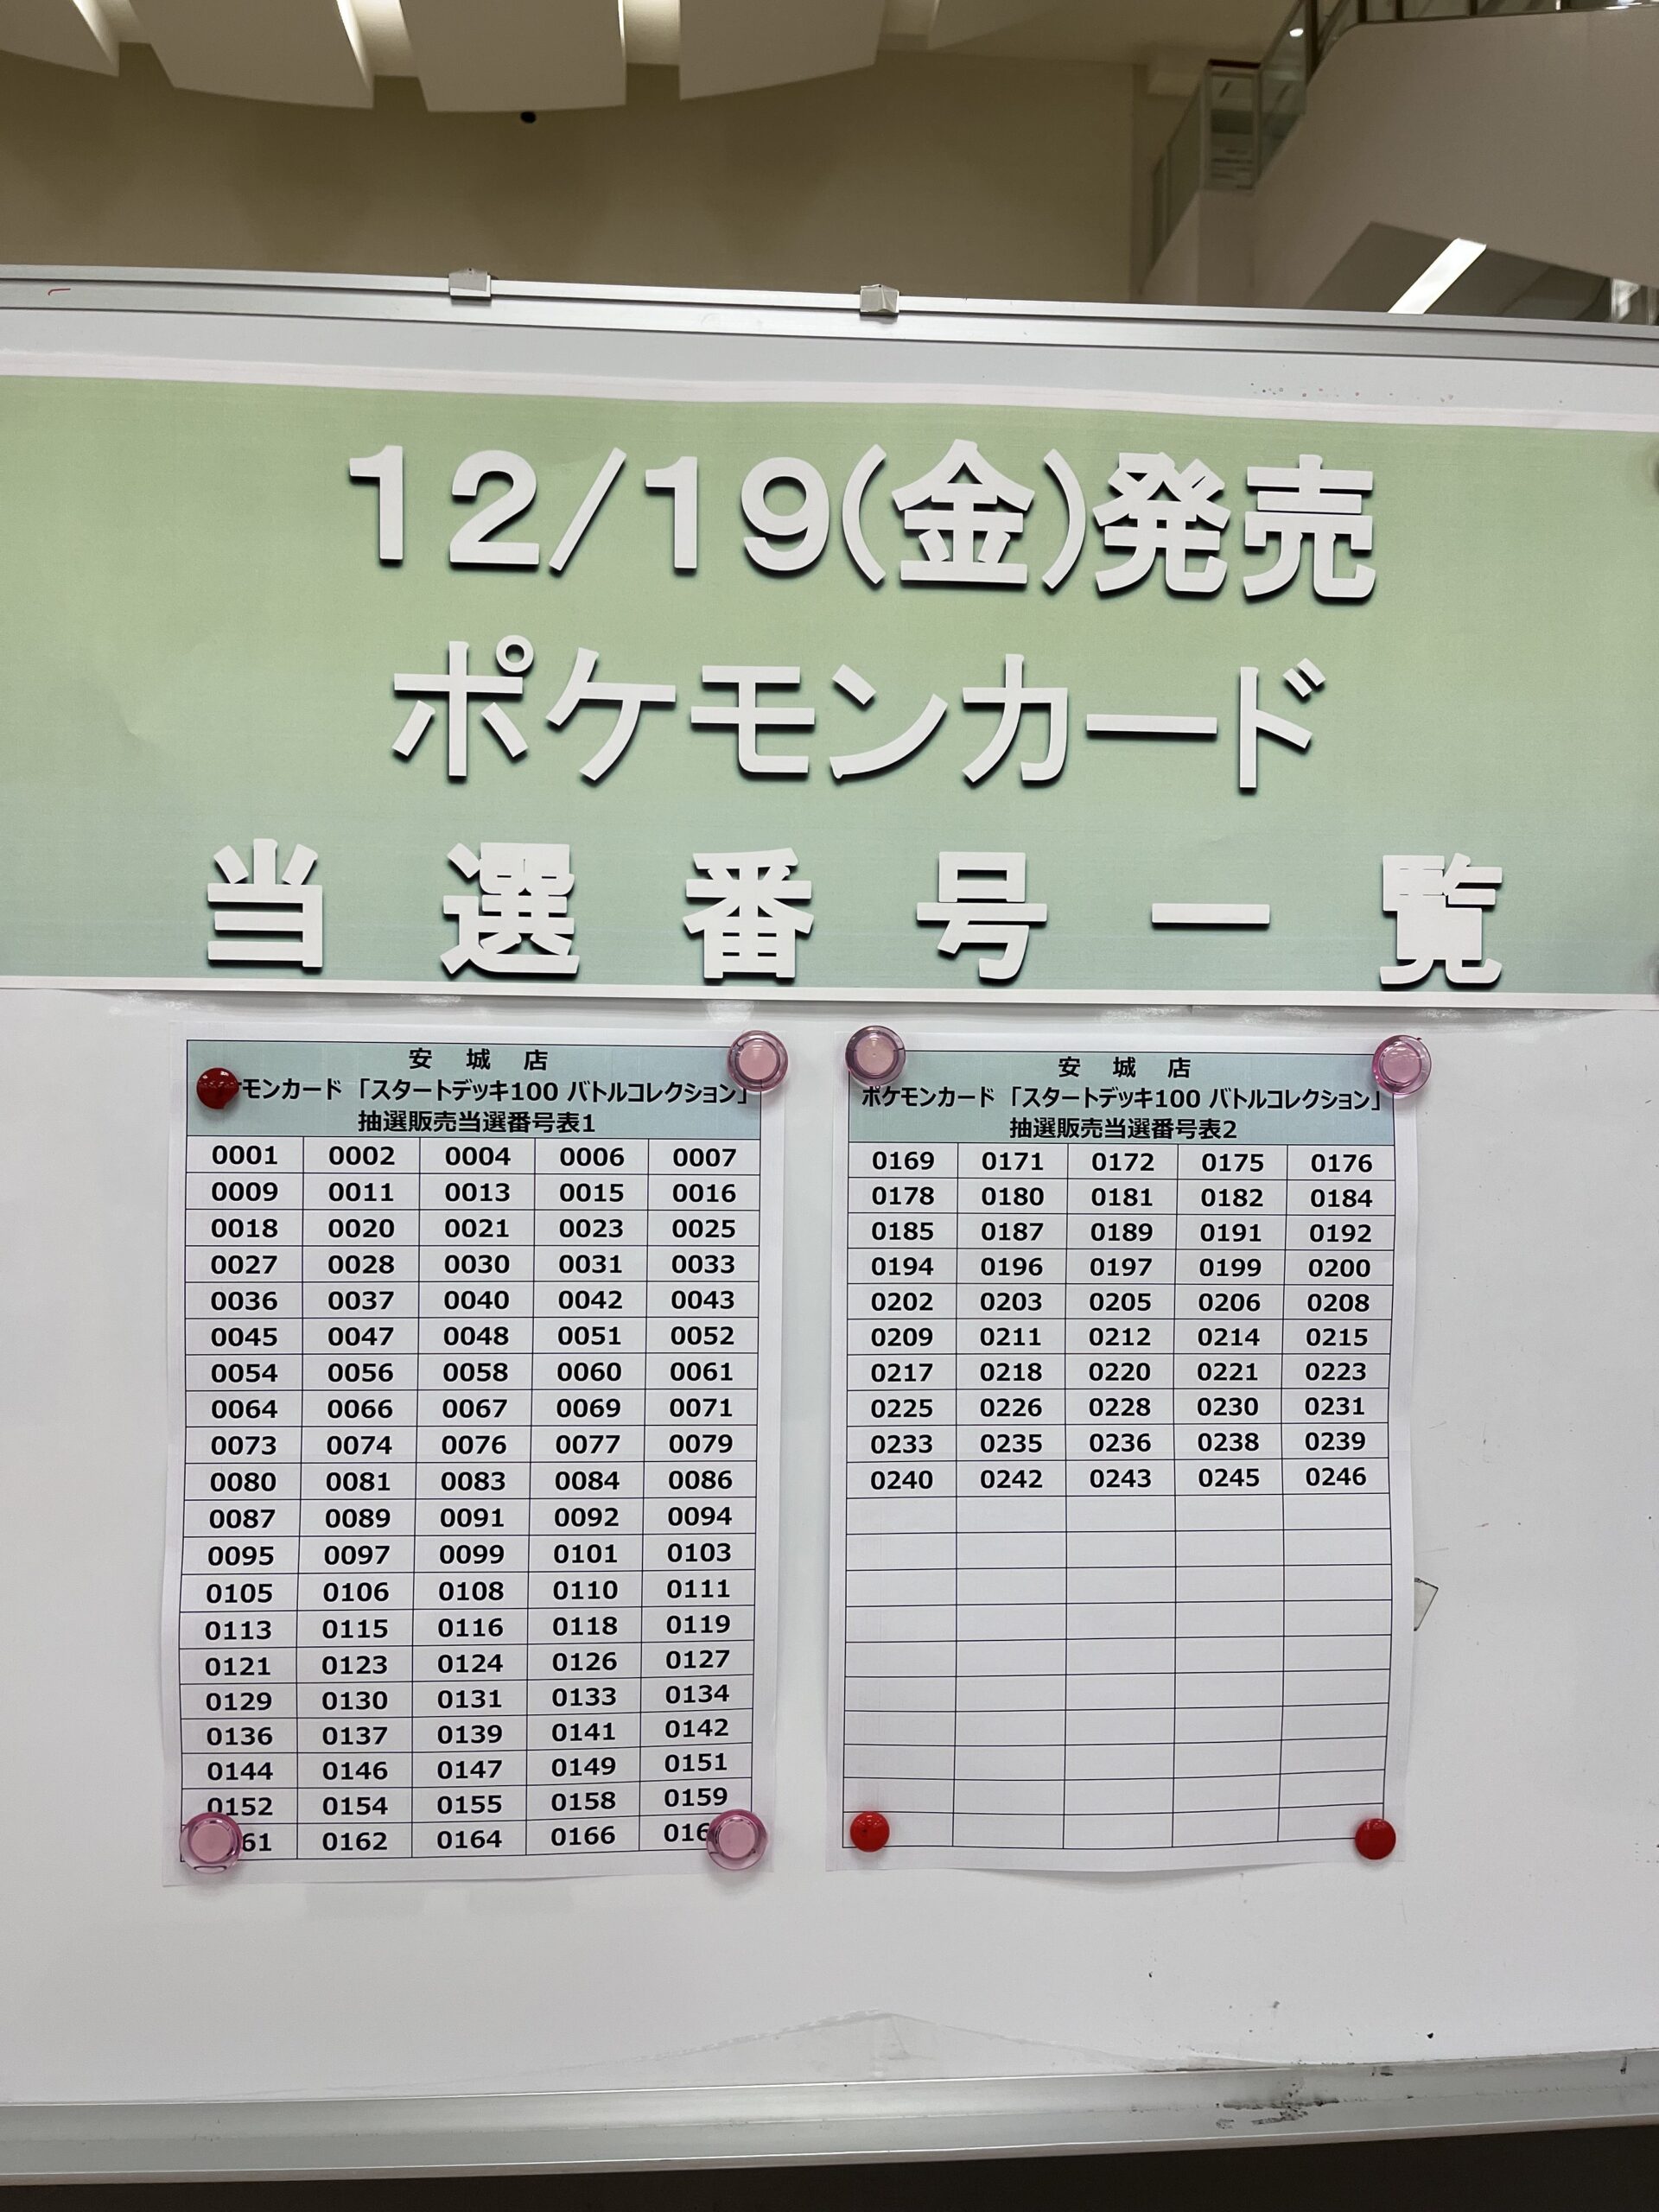 12/19(金)発売
ポケモンカード
当選番号一覧
安城店
モンカード「スタートデッキ100 バトルコレクション」
抽選販売当選番号表1
0001 0002 0004 0006 0007
0009 0011 0013 0015 0016
0018 0020 0021 0023 0025
0027 0028 0030 0031 0033
0036 0037 0040 0042 0043
0045 0047 0048 0051 0052
0054 0056 0058 0060 0061
0064 0066 0067 0069 0071
0073 0074 0076 0077 0079
0080 0081 0083 0084 0086
0087 0089 0091 0092 0094
0095 0097 0099 0101 0103
0105 0106 0108 0110 0111
0113 0115 0116 0118 0119
0121 0123 0124 0126 0127
0129 0130 0131 0133 0134
0136 0137 0139 0141 0142
0144 0146 0147 0149 0151
0152 0154 0155 0158 0159
61 0162 0164 0166 016
安城店
ポケモンカード「スタートデッキ100 バトルコレクション」
抽選販売当選番号表2
0169 0171 0172 0175 0176
0178 0180 0181 0182 0184
0185 0187 0189 0191 0192
0194 0196 0197 0199 0200
0202 0203 0205 0206 0208
0209 0211 0212 0214 0215
0217 0218 0220 0221 0223
0225 0226 0228 0230 0231
0233 0235 0236 0238 0239
0240 0242 0243 0245 0246